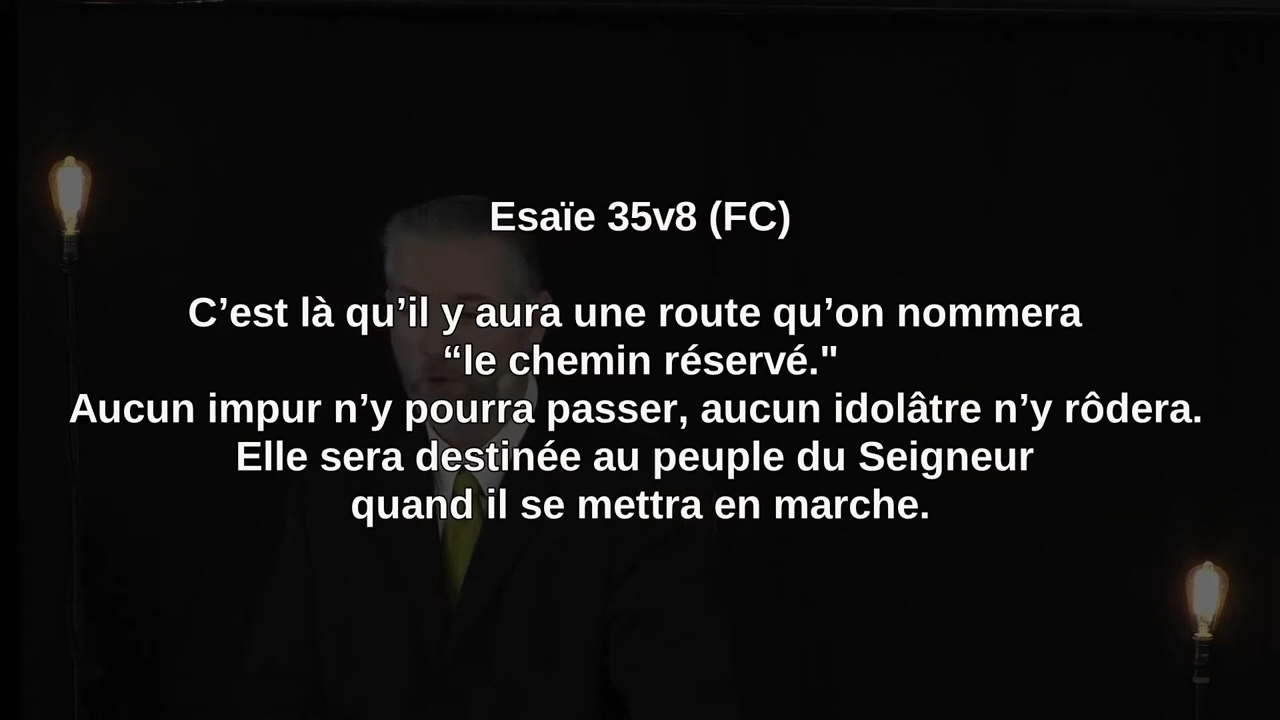 Esaïe 35v8 (FC)
C’est là qu’il y aura une route qu’on nommera
“le chemin réservé."
Aucun impur n’y pourra passer, aucun idolâtre n’y rôdera.
Elle sera destinée au peuple du Seigneur
quand il se mettra en marche.